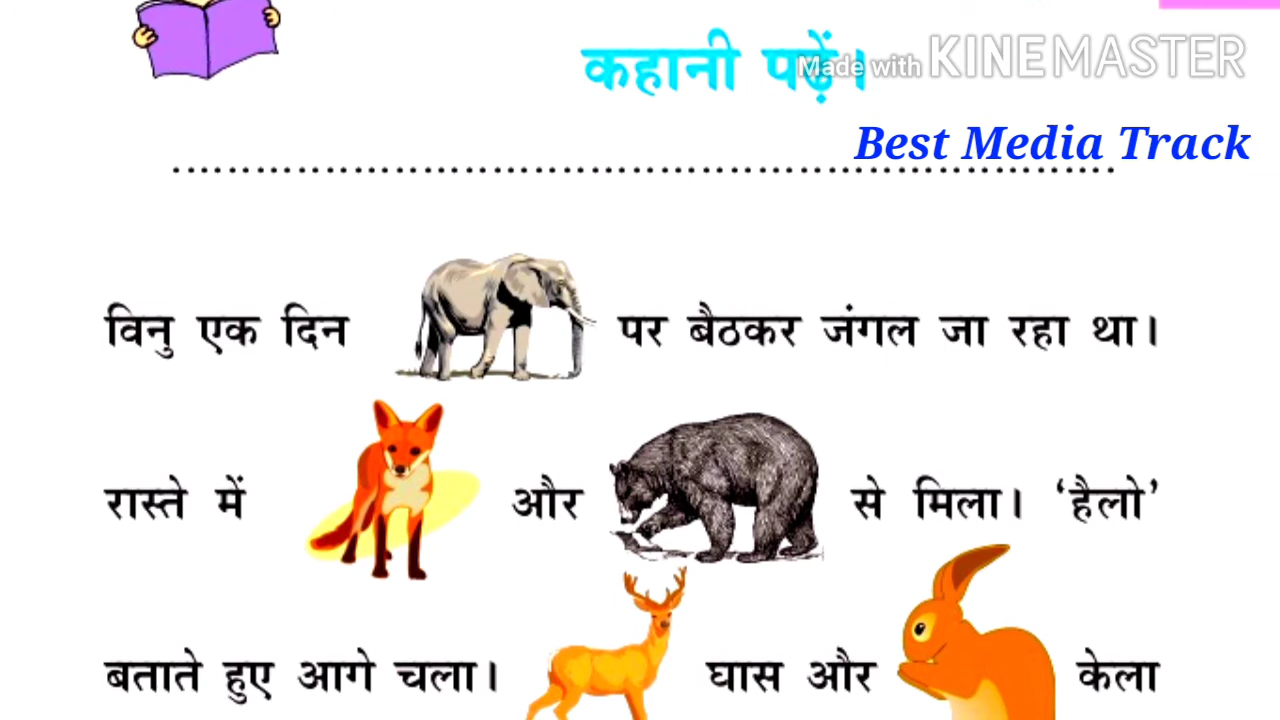 कहानी पढ़ें।
Made with KINEMASTER
Best Media Track
विनु एक दिन पर बैठकर जंगल जा रहा था।
रास्ते में और से मिला। ‘हैलो’
बताते हुए आगे चला। घास और केला